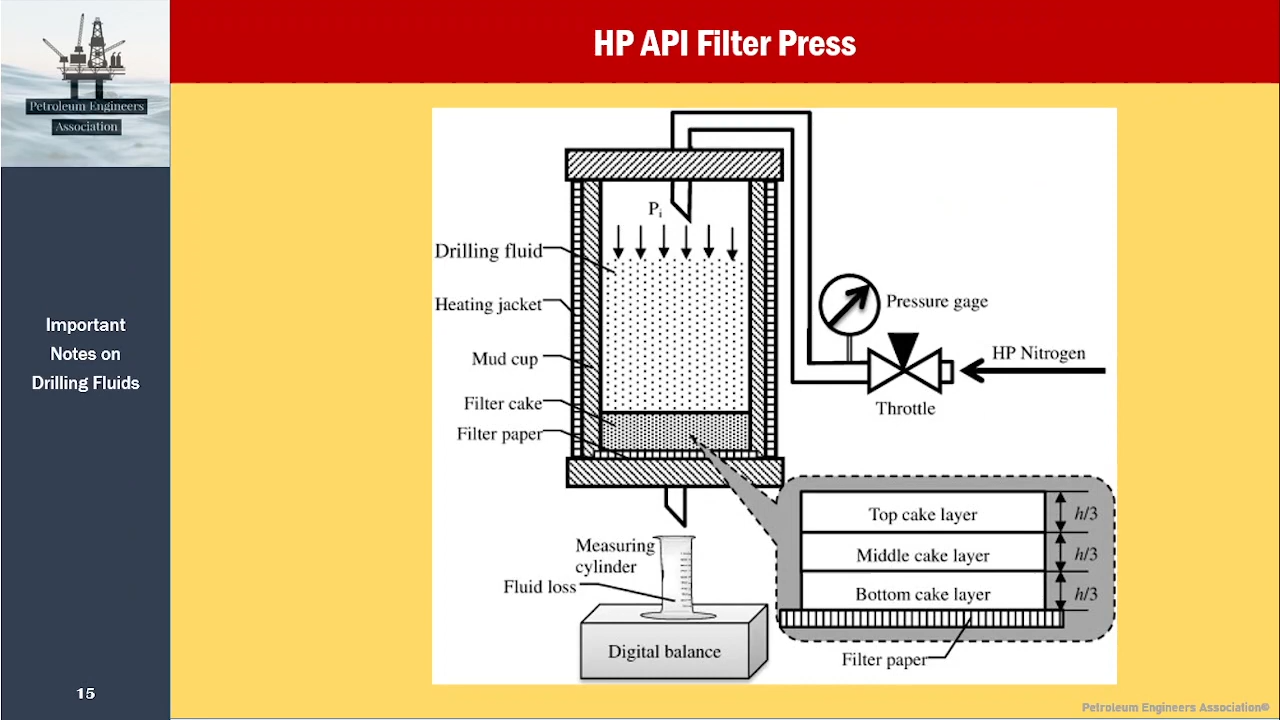 HP API Filter Press
Petroleum Engineers
Association
Important
Notes on
Drilling Fluids
15
Pi
Drilling fluid
Heating jacket
Mud cup
Filter cake
Filter paper
Pressure gage
HP Nitrogen
Throttle
Top cake layer
h/3
Middle cake layer
h/3
Bottom cake layer
h/3
Filter paper
Measuring
cylinder
Fluid loss
Digital balance
Petroleum Engineers Association®